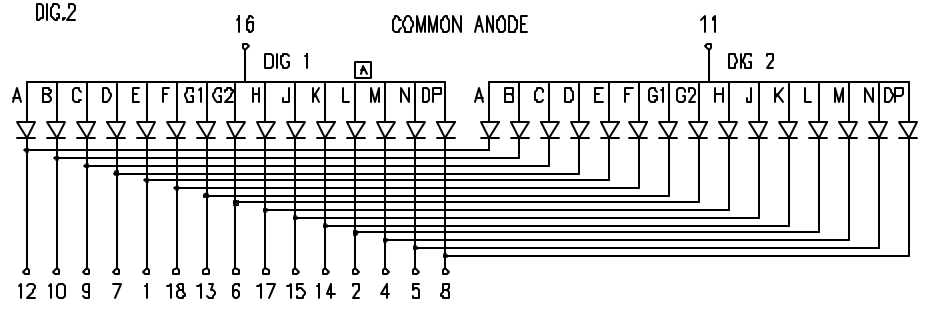 DIG.2
16 COMMON ANODE 11
DIG 1 A DIG 2
A B C D E F G1 G2 H J K L M N DP A B C D E F G1 G2 H J K L M N DP
12 10 9 7 1 18 13 6 17 15 14 2 4 5 8